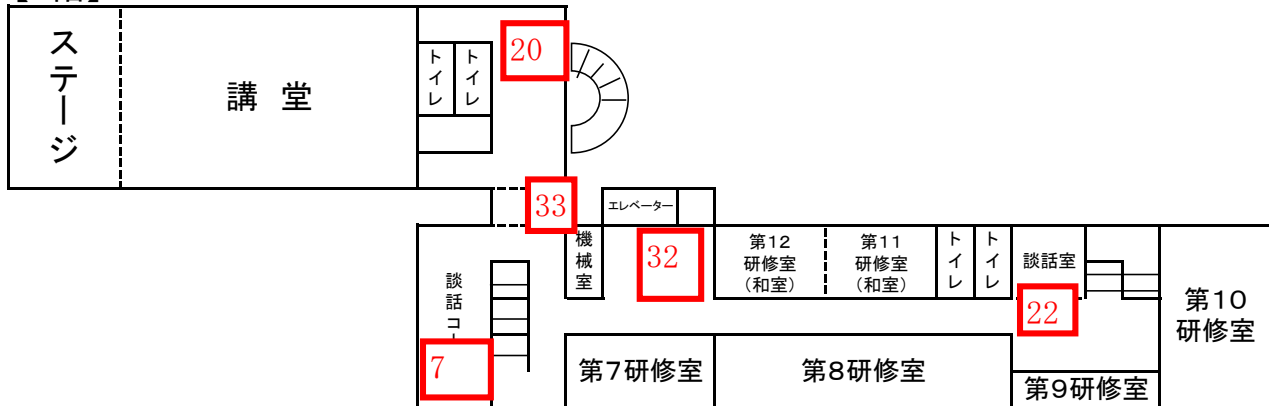 ステージ
講 堂
トイレ
トイレ
20
33
エレベーター
機械室
32
第12
研修室
(和室)
第11
研修室
(和室)
トイレ
トイレ
談話室
22
第10
研修室
談話コ
7
第7研修室
第8研修室
第9研修室